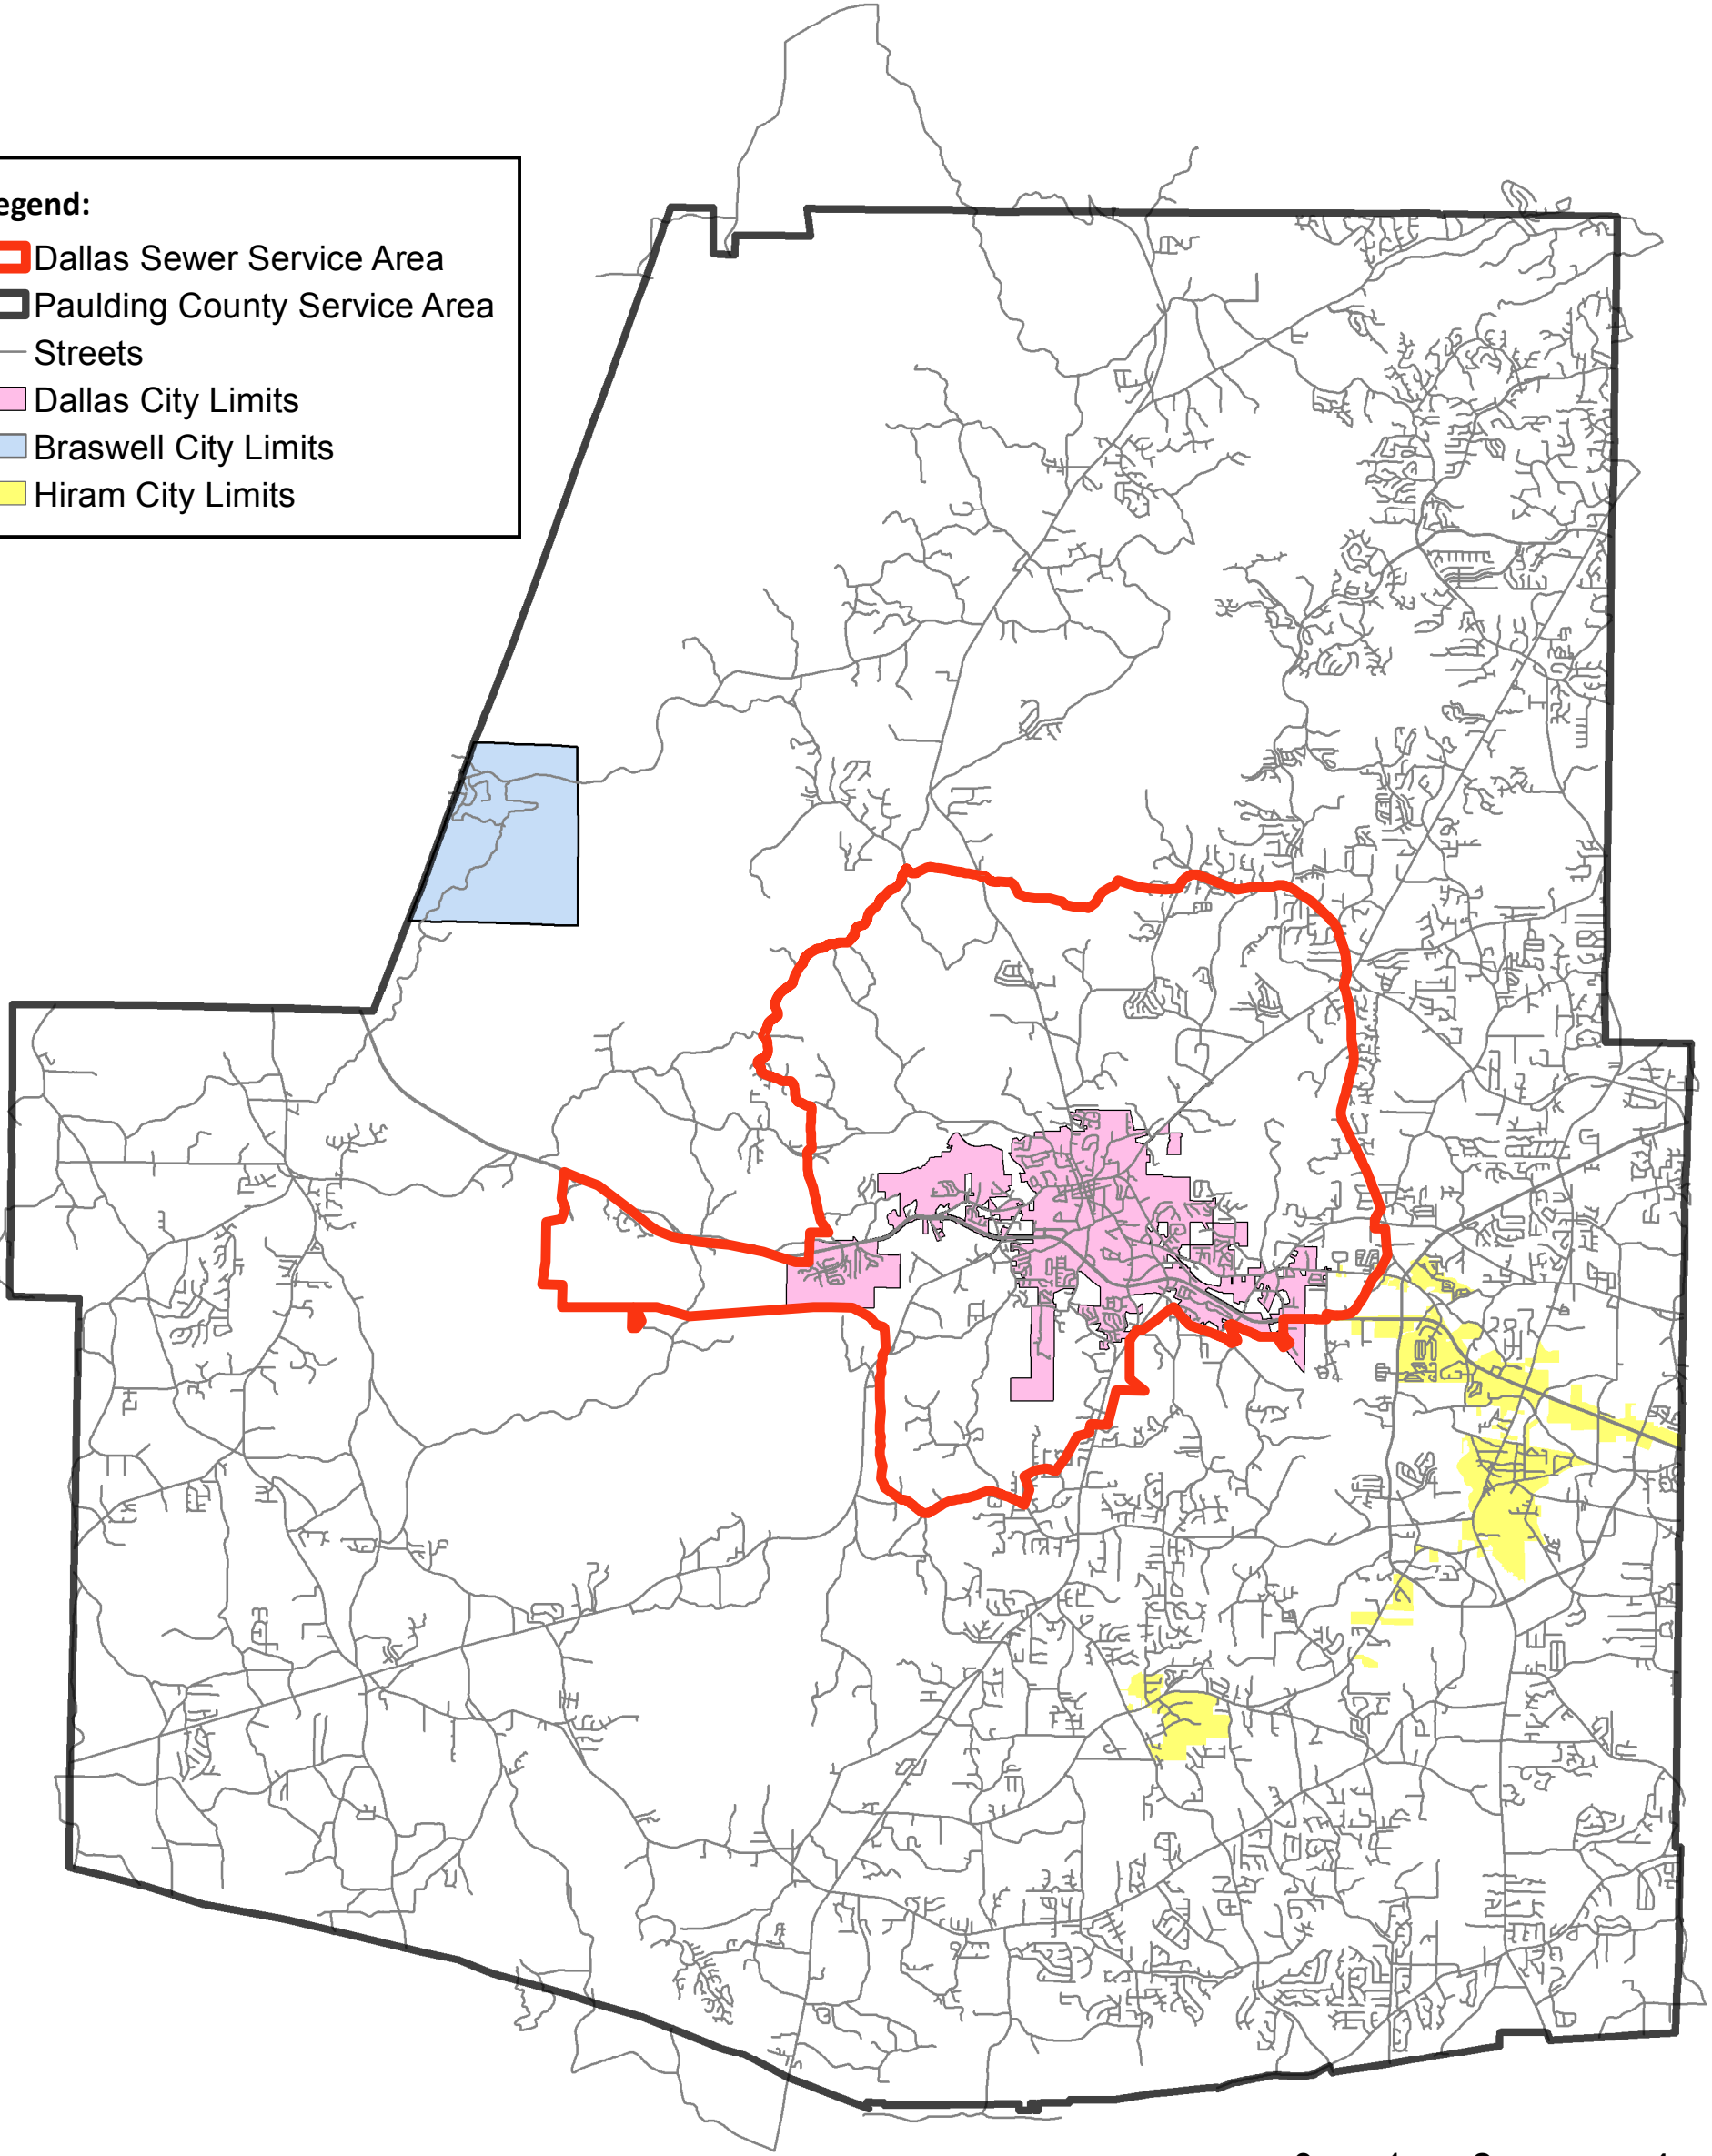 egend:
Dallas Sewer Service Area
Paulding County Service Area
Streets
Dallas City Limits
Braswell City Limits
Hiram City Limits